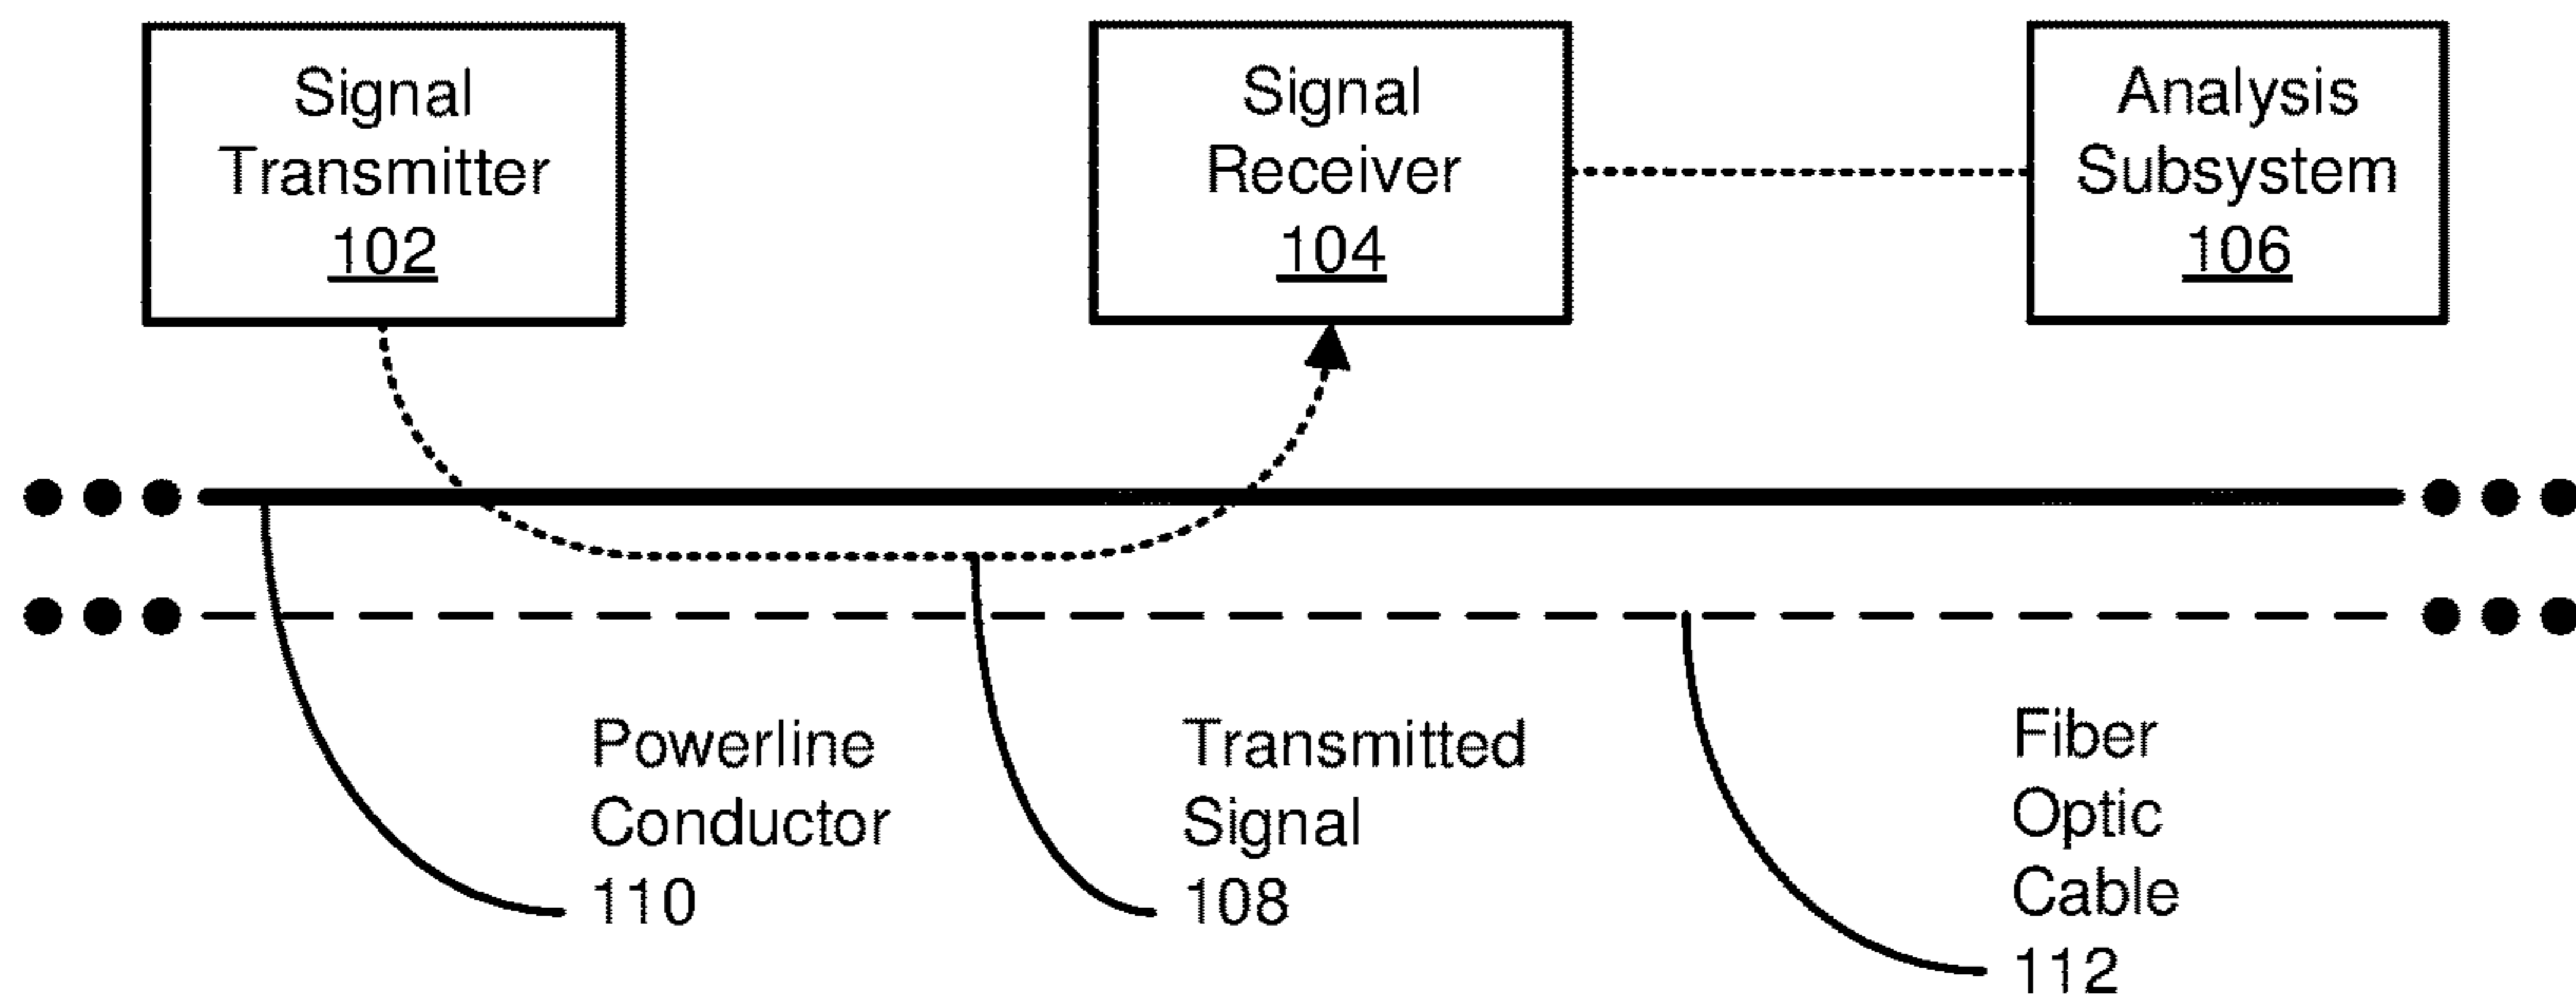 Signal
Transmitter
102
Signal
Receiver
104
Analysis
Subsystem
106
Powerline
Conductor
110
Transmitted
Signal
108
Fiber
Optic
Cable
112